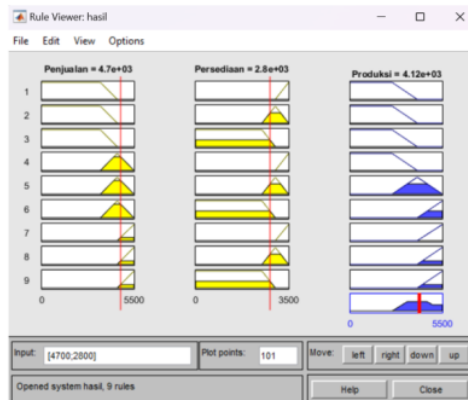 Rule Viewer: hasil
File Edit View Options
Penjualan = 4.7e+03 Persediaan = 2.8e+03 Produksi = 4.12e+03
1
2
3
4
5
6
7
8
9
0 5500 0 3500
0 5500
Input: [4700;2800] Plot points: 101 Move: left right down up
Opened system hasil, 9 rules Help Close